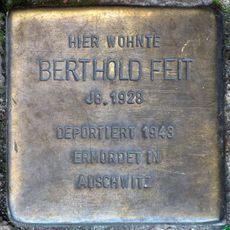 HIER WOHNTE
BERTHOLD FEIT
JG. 1928
DEPORTIERT 1943
ERMORDET IN
AUSCHWITZ